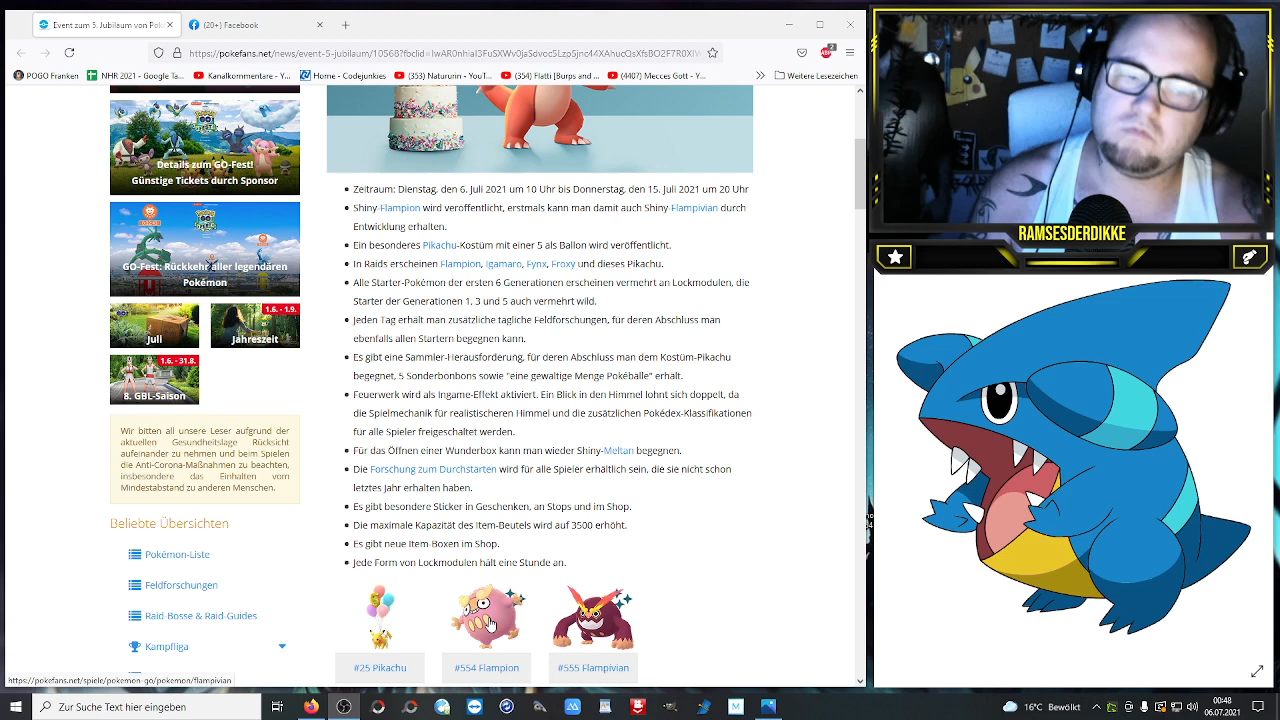 Event zum 5. Jubiläum von Pok
(20+) Facebook
https://pokefans.net/news/event-5-jubilaum/10568?fbclid=IwAR0nhiaI3FuSXWv0ja5dvoc5Lzo5jnc44XAhucQsXfsBO2F7R0XIW
2
POGO Franken
NHR 2021 - Google Ta...
Kanalkommentare - Yo...
Home - Codejunkies
(353) Natururin - YouT...
(354) Flatti [Burps and ...
(4407) Mecces Gott - Y...
Weitere Lesezeichen
Details zum GO-Fest!
Günstige Tickets durch Sponsor
GO-Fest: Rückkehr aller legendären
Pokémon
Juli
1.6. - 1.9.
Jahreszeit
1.6. - 31.8.
8. GBL-Saison
Wir bitten all unsere Leser aufgrund der
aktuellen Gesundheitslage Rücksicht
aufeinander zu nehmen und beim Spielen
die Anti-Corona-Maßnahmen zu beachten,
insbesondere das Einhalten vom
Mindestabstand zu anderen Menschen.
Beliebte Übersichten
Pokémon-Liste
Feldforschungen
Raid-Bosse & Raid-Guides
Kampfliga
Zeitraum: Dienstag, den 6. Juli 2021 um 10 Uhr bis Donnerstag, den 15. Juli 2021 um 20 Uhr
Shiny-Flampion wird veröffentlicht, erstmals kann man damit auch Shiny-Flampivian durch
Entwicklung erhalten.
Ein besonderes Pikachu-Kostüm mit einer 5 als Ballon wird veröffentlicht.
In Raids erscheinen Flampion, Igamaro, Fynx, Froxy und dieses Pikachu.
Alle Starter-Pokémon der ersten 6 Generationen erscheinen vermehrt an Lockmodulen, die
Starter der Generationen 1, 3 und 5 auch vermehrt wild.
Jeden Tag erhält man zusätzliche tägliche Feldforschungen, für deren Abschluss man
ebenfalls allen Startern begegnen kann.
Es gibt eine Sammler-Herausforderung, für deren Abschluss man dem Kostüm-Pikachu
begegnet, 5 Sonderbonbons sowie "eine gewaltige Menge Pokébälle" erhält.
Feuerwerk wird als Ingame-Effekt aktiviert. Ein Blick in den Himmel lohnt sich doppelt, da
die Spielmechanik für realistischeren Himmel und die zusätzlichen Pokédex-Klassifikationen
für alle Spieler freigeschaltet werden.
Für das Öffnen einer Wunderbox kann man wieder Shiny-Meltan begegnen.
Die Forschung zum Durchstarten wird für alle Spieler erhältlich sein, die sie nicht schon
letztes Jahr erhalten haben.
Es gibt besondere Sticker in Geschenken, an Stops und im Shop.
Die maximale Kapazität des Item-Beutels wird auf 3500 erhöht.
Es gibt neue Item-Boxen im Shop.
Jede Form von Lockmodulen hält eine Stunde an.
#25 Pikachu
#554 Flampion
#555 Flampivian
https://pokefans.net/spiele/pokemon-go/pokemon/flampivian
RAMSESDERDIKKE
Zur Suche Text hier eingeben
16°C Bewölkt
00:48
06.07.2021